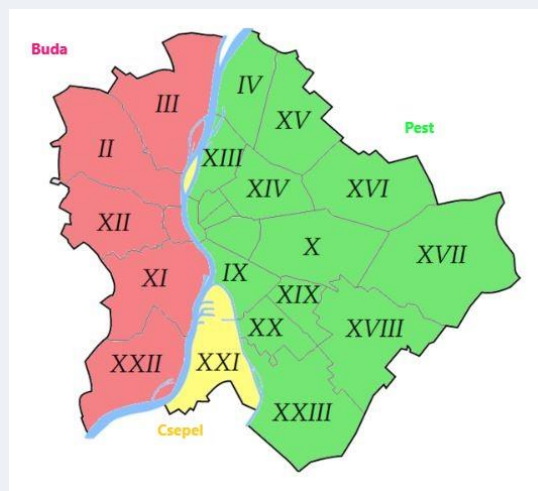 Buda
III
IV
XV
II
XIII
Pest
XIV
XVI
XII
X
XVII
XI
IX
XIX
XX
XVIII
XXII
XXI
XXIII
Csepel